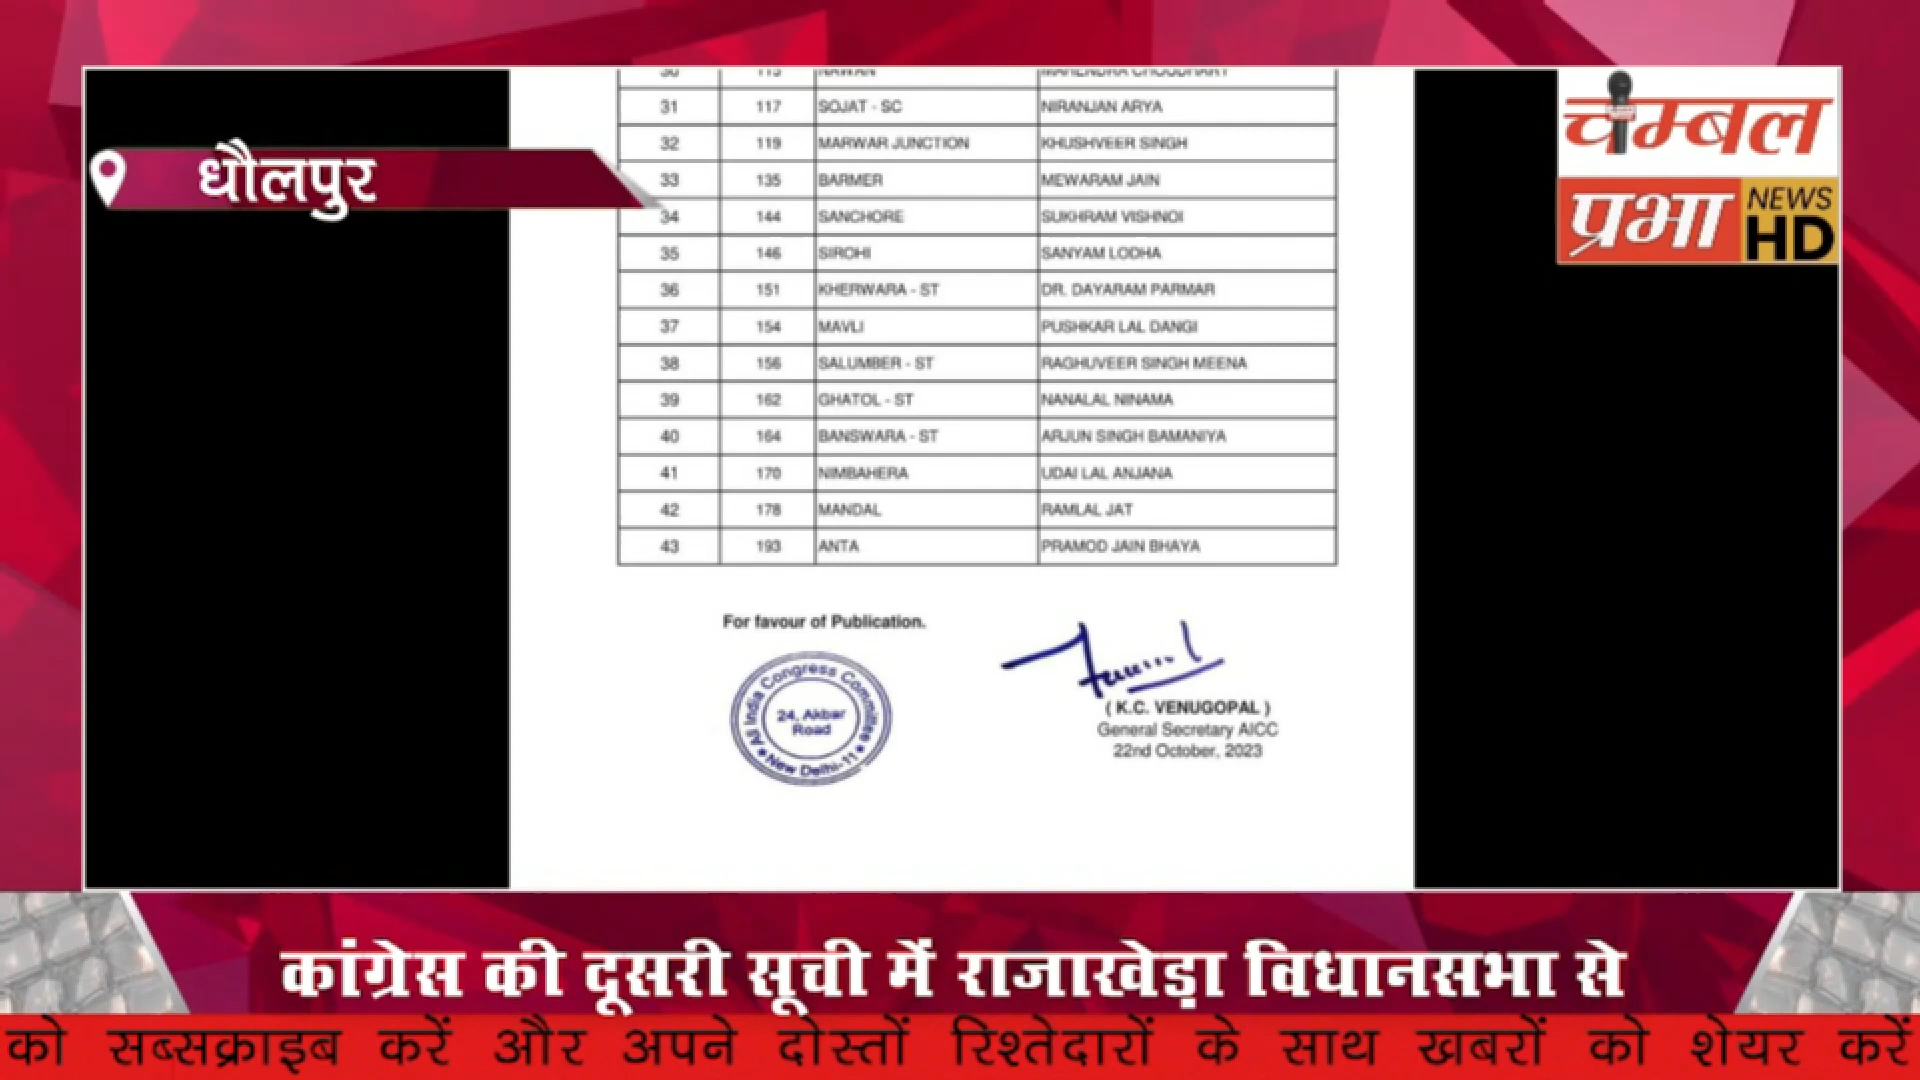 30 115 NAWAN MAHENDRA CHOUDHARY
31 117 SOJAT - SC NIRANJAN ARYA
32 119 MARWAR JUNCTION KHUSHVEER SINGH
33 135 BARMER MEWARAM JAIN
34 144 SANCHORE SUKHRAM VISHNOI
35 146 SIROHI SANYAM LODHA
36 151 KHERWARA - ST DR. DAYARAM PARMAR
37 154 MAVLI PUSHKAR LAL DANGI
38 156 SALUMBER - ST RAGHUVEER SINGH MEENA
39 162 GHATOL - ST NANALAL NINAMA
40 164 BANSWARA - ST ARJUN SINGH BAMANIYA
41 170 NIMBAHERA UDAI LAL ANJANA
42 178 MANDAL RAMLAL JAT
43 193 ANTA PRAMOD JAIN BHAYA
धौलपुर
चम्बल
प्रभा NEWS
HD
For favour of Publication.
All India Congress Committee
24, Akbar
Road
New Delhi-11
( K.C. VENUGOPAL )
General Secretary AICC
22nd October, 2023
कांग्रेस की दूसरी सूची में राजाखेड़ा विधानसभा से
को सब्सक्राइब करें और अपने दोस्तों रिश्तेदारों के साथ खबरों को शेयर करें